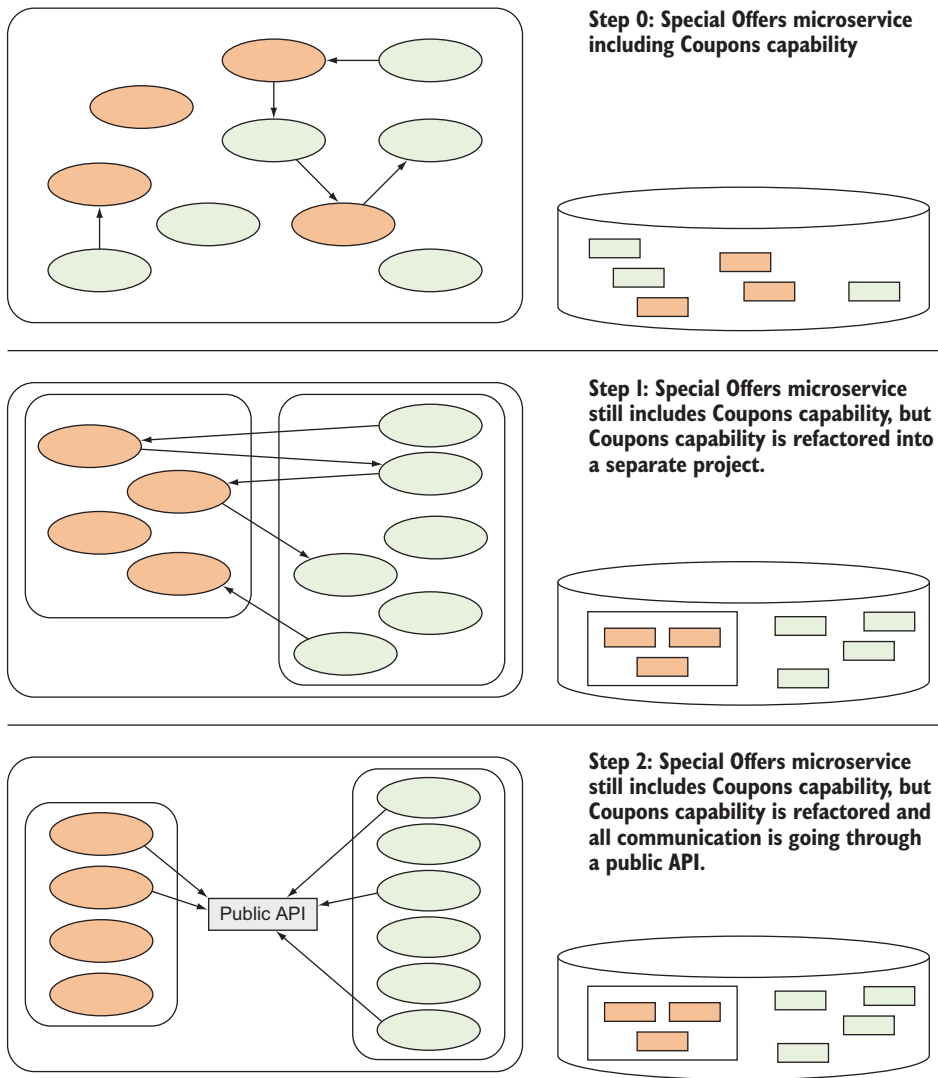 Step 0: Special Offers microservice
including Coupons capability
Step 1: Special Offers microservice
still includes Coupons capability, but
Coupons capability is refactored into
a separate project.
Step 2: Special Offers microservice
still includes Coupons capability, but
Coupons capability is refactored and
all communication is going through
a public API.
Public API